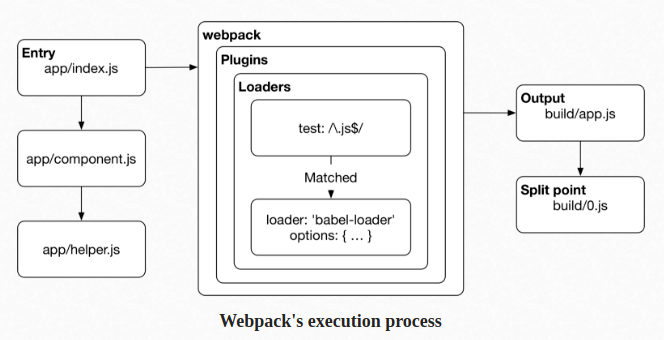 Entry
app/index.js
app/component.js
app/helper.js
webpack
Plugins
Loaders
test: /\.js$/
Matched
loader: 'babel-loader'
options: { ... }
Output
build/app.js
Split point
build/0.js
Webpack's execution process